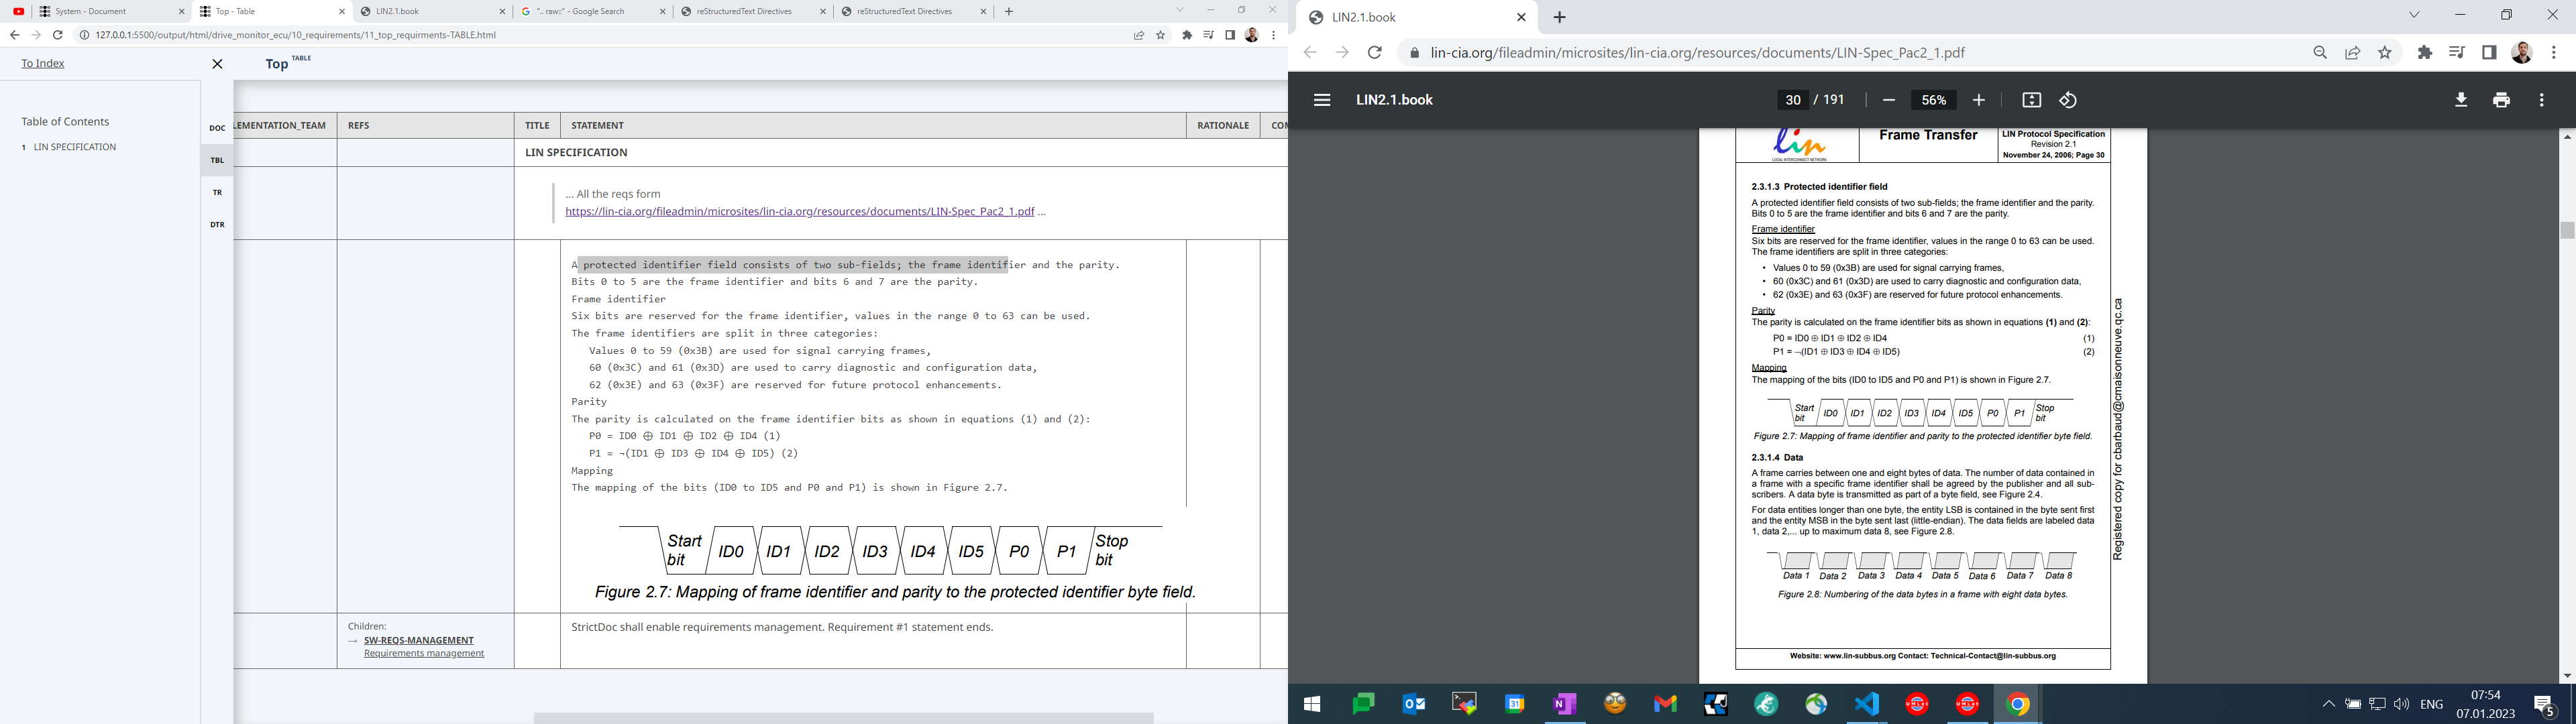 System - Document
Top - Table
LIN2.1.book
".. raw::" - Google Search
reStructuredText Directives
reStructuredText Directives
127.0.0.1:5500/output/html/drive_monitor_ecu/10_requirements/11_top_requirments-TABLE.html
To Index
Top TABLE
Table of Contents
1 LIN SPECIFICATION
DOC
TBL
TR
DTR
LEMENTATION_TEAM
REFS
TITLE
STATEMENT
RATIONALE
COM
LIN SPECIFICATION
... All the reqs form
https://lin-cia.org/fileadmin/microsites/lin-cia.org/resources/documents/LIN-Spec_Pac2_1.pdf ...
A protected identifier field consists of two sub-fields; the frame identifier and the parity.
Bits 0 to 5 are the frame identifier and bits 6 and 7 are the parity.
Frame identifier
Six bits are reserved for the frame identifier, values in the range 0 to 63 can be used.
The frame identifiers are split in three categories:
Values 0 to 59 (0x3B) are used for signal carrying frames,
60 (0x3C) and 61 (0x3D) are used to carry diagnostic and configuration data,
62 (0x3E) and 63 (0x3F) are reserved for future protocol enhancements.
Parity
The parity is calculated on the frame identifier bits as shown in equations (1) and (2):
P0 = ID0 ⊕ ID1 ⊕ ID2 ⊕ ID4 (1)
P1 = ¬(ID1 ⊕ ID3 ⊕ ID4 ⊕ ID5) (2)
Mapping
The mapping of the bits (ID0 to ID5 and P0 and P1) is shown in Figure 2.7.
Start bit ID0 ID1 ID2 ID3 ID4 ID5 P0 P1 Stop bit
Figure 2.7: Mapping of frame identifier and parity to the protected identifier byte field.
Children:
→ SW-REQS-MANAGEMENT
Requirements management
StrictDoc shall enable requirements management. Requirement #1 statement ends.
LIN2.1.book
lin-cia.org/fileadmin/microsites/lin-cia.org/resources/documents/LIN-Spec_Pac2_1.pdf
LIN2.1.book
30 / 191
56%
lin
LOCAL INTERCONNECT NETWORK
Frame Transfer
LIN Protocol Specification
Revision 2.1
November 24, 2006; Page 30
2.3.1.3 Protected identifier field
A protected identifier field consists of two sub-fields; the frame identifier and the parity.
Bits 0 to 5 are the frame identifier and bits 6 and 7 are the parity.
Frame identifier
Six bits are reserved for the frame identifier, values in the range 0 to 63 can be used.
The frame identifiers are split in three categories:
• Values 0 to 59 (0x3B) are used for signal carrying frames,
• 60 (0x3C) and 61 (0x3D) are used to carry diagnostic and configuration data,
• 62 (0x3E) and 63 (0x3F) are reserved for future protocol enhancements.
Parity
The parity is calculated on the frame identifier bits as shown in equations (1) and (2):
P0 = ID0 ⊕ ID1 ⊕ ID2 ⊕ ID4 (1)
P1 = ¬(ID1 ⊕ ID3 ⊕ ID4 ⊕ ID5) (2)
Mapping
The mapping of the bits (ID0 to ID5 and P0 and P1) is shown in Figure 2.7.
Start bit ID0 ID1 ID2 ID3 ID4 ID5 P0 P1 Stop bit
Figure 2.7: Mapping of frame identifier and parity to the protected identifier byte field.
2.3.1.4 Data
A frame carries between one and eight bytes of data. The number of data contained in
a frame with a specific frame identifier shall be agreed by the publisher and all sub-
scribers. A data byte is transmitted as part of a byte field, see Figure 2.4.
For data entities longer than one byte, the entity LSB is contained in the byte sent first
and the entity MSB in the byte sent last (little-endian). The data fields are labeled data
1, data 2,... up to maximum data 8, see Figure 2.8.
Data 1 Data 2 Data 3 Data 4 Data 5 Data 6 Data 7 Data 8
Figure 2.8: Numbering of the data bytes in a frame with eight data bytes.
Website: www.lin-subbus.org Contact: Technical-Contact@lin-subbus.org
Registered copy for cbarbaud@cmaisonneuve.qc.ca
31
ENG
07:54
07.01.2023
5